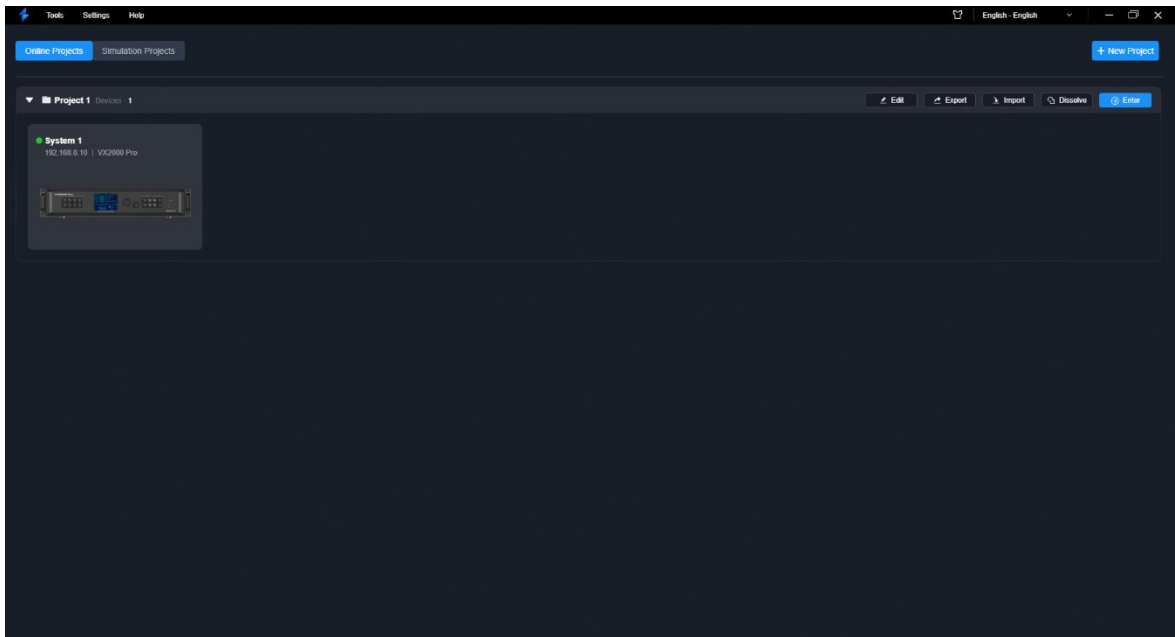 Tools Settings Help English - English
Online Projects Simulation Projects + New Project
Project 1 Devices 1 Edit Export Import Dissolve Enter
System 1
192.168.0.10 | VX2000 Pro